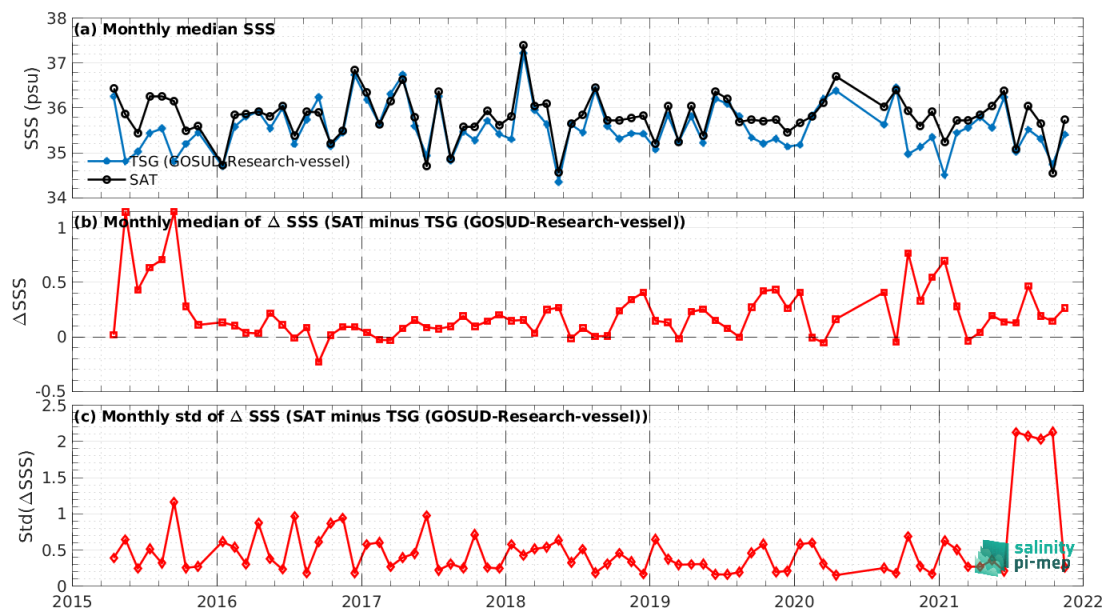 38
(a) Monthly median SSS
37
36
35
34
SSS (psu)
TSG (GOSUD-Research-vessel)
SAT
(b) Monthly median of Δ SSS (SAT minus TSG (GOSUD-Research-vessel))
1
0.5
0
-0.5
ΔSSS
2.5
(c) Monthly std of Δ SSS (SAT minus TSG (GOSUD-Research-vessel))
2
1.5
1
0.5
0
Std(ΔSSS)
salinity
pi-mep
2015 2016 2017 2018 2019 2020 2021 2022